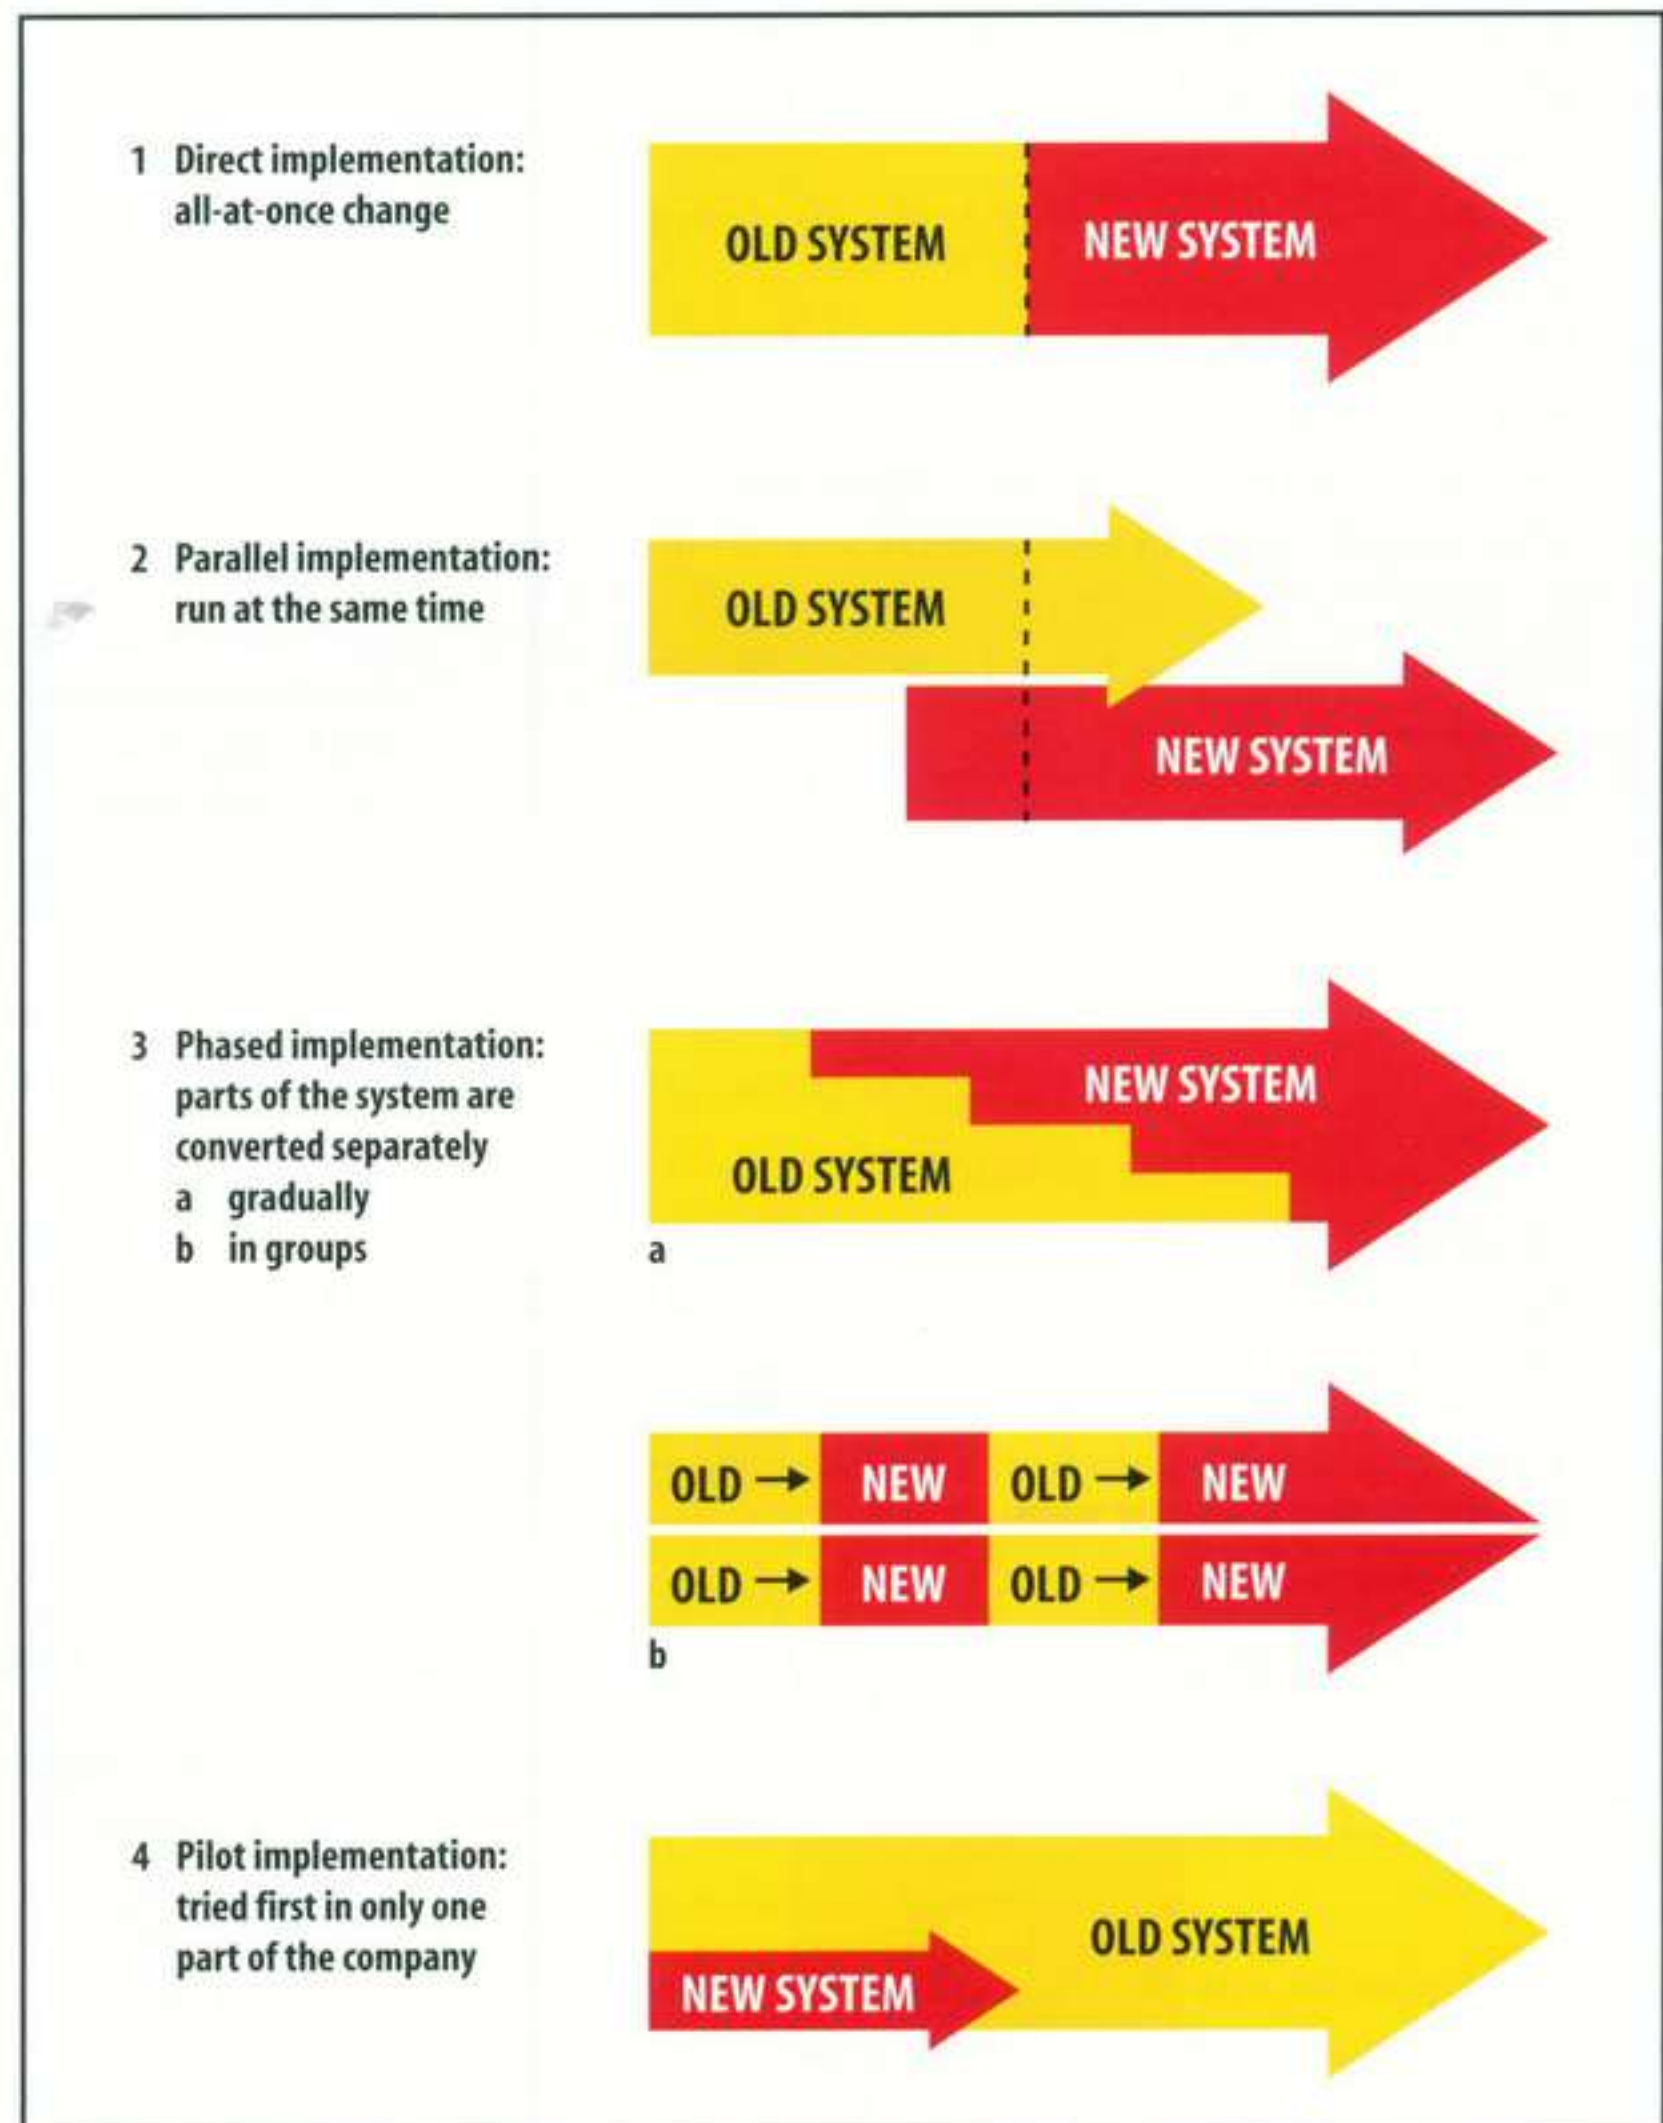 1 Direct implementation:
all-at-once change
OLD SYSTEM
NEW SYSTEM
2 Parallel implementation:
run at the same time
OLD SYSTEM
NEW SYSTEM
3 Phased implementation:
parts of the system are
converted separately
a gradually
b in groups
NEW SYSTEM
OLD SYSTEM
a
OLD → NEW OLD → NEW
OLD → NEW OLD → NEW
b
4 Pilot implementation:
tried first in only one
part of the company
OLD SYSTEM
NEW SYSTEM